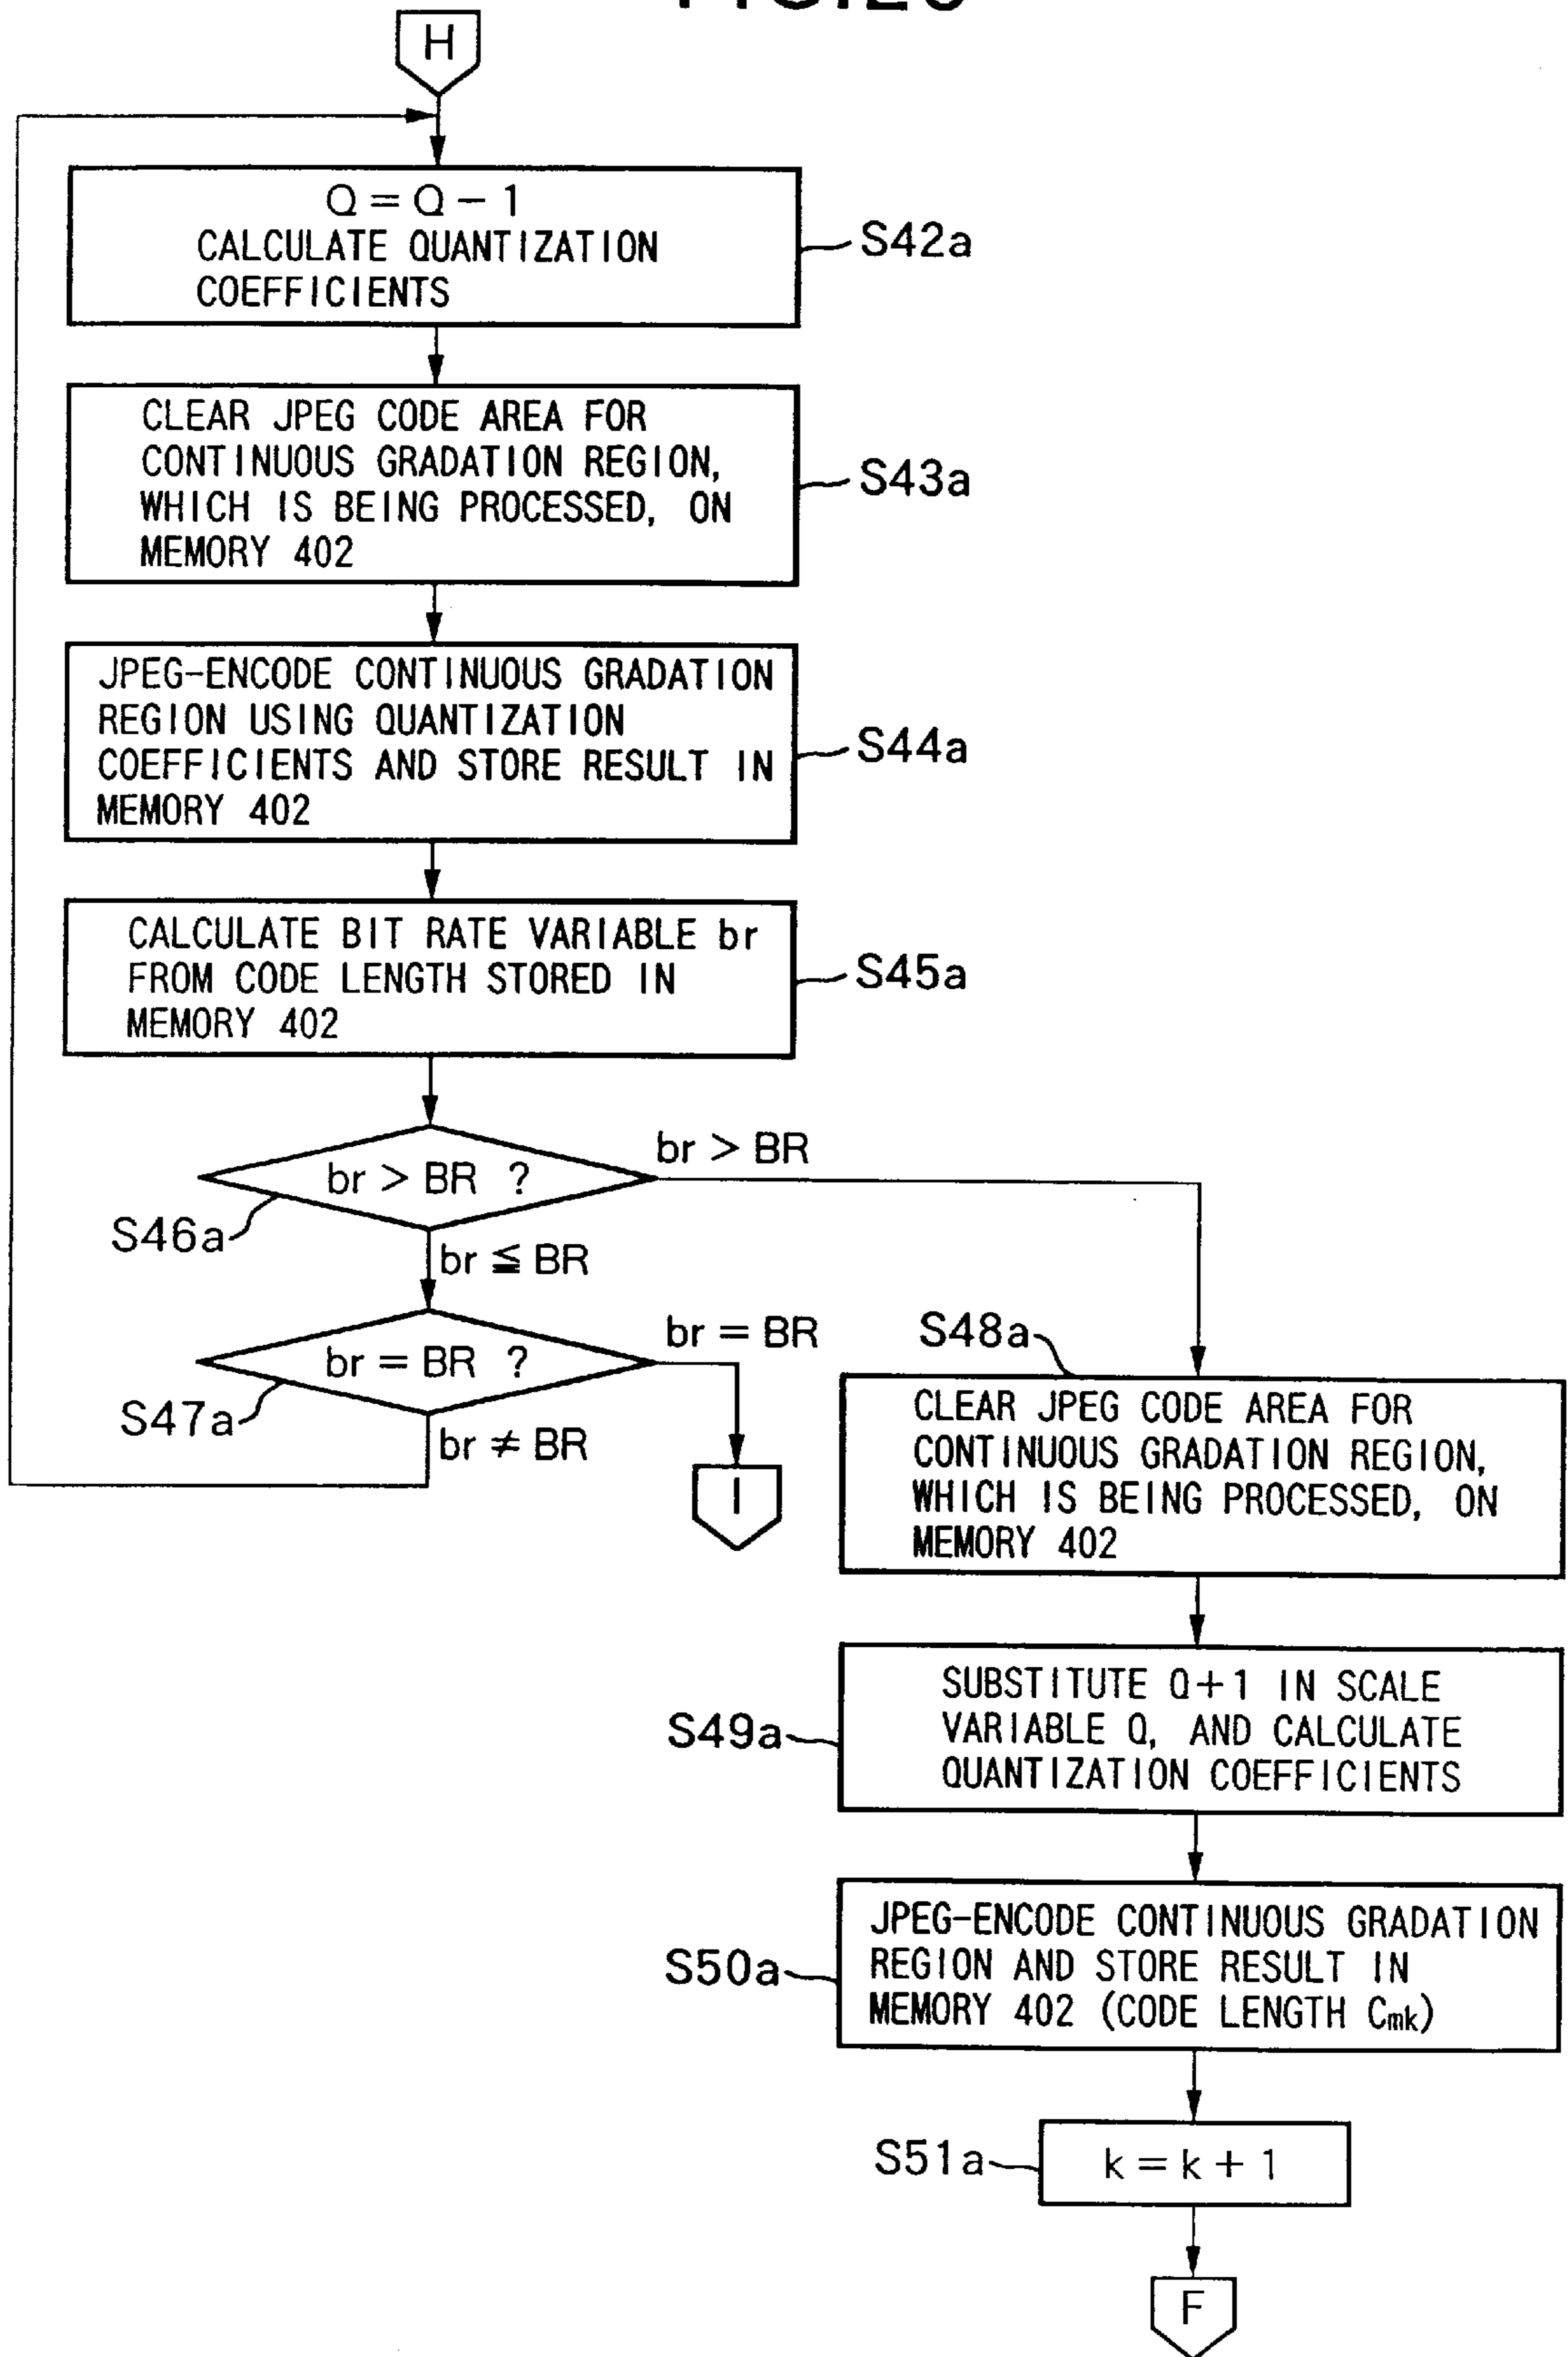 H
Q = Q - 1
CALCULATE QUANTIZATION
COEFFICIENTS
S42a
CLEAR JPEG CODE AREA FOR
CONTINUOUS GRADATION REGION,
WHICH IS BEING PROCESSED, ON
MEMORY 402
S43a
JPEG-ENCODE CONTINUOUS GRADATION
REGION USING QUANTIZATION
COEFFICIENTS AND STORE RESULT IN
MEMORY 402
S44a
CALCULATE BIT RATE VARIABLE br
FROM CODE LENGTH STORED IN
MEMORY 402
S45a
br > BR ?
br > BR
S46a
br ≦ BR
br = BR ?
br = BR
S47a
br ≠ BR
I
S48a
CLEAR JPEG CODE AREA FOR
CONTINUOUS GRADATION REGION,
WHICH IS BEING PROCESSED, ON
MEMORY 402
SUBSTITUTE Q+1 IN SCALE
VARIABLE Q, AND CALCULATE
QUANTIZATION COEFFICIENTS
S49a
JPEG-ENCODE CONTINUOUS GRADATION
REGION AND STORE RESULT IN
MEMORY 402 (CODE LENGTH Cmk)
S50a
S51a
k = k + 1
F